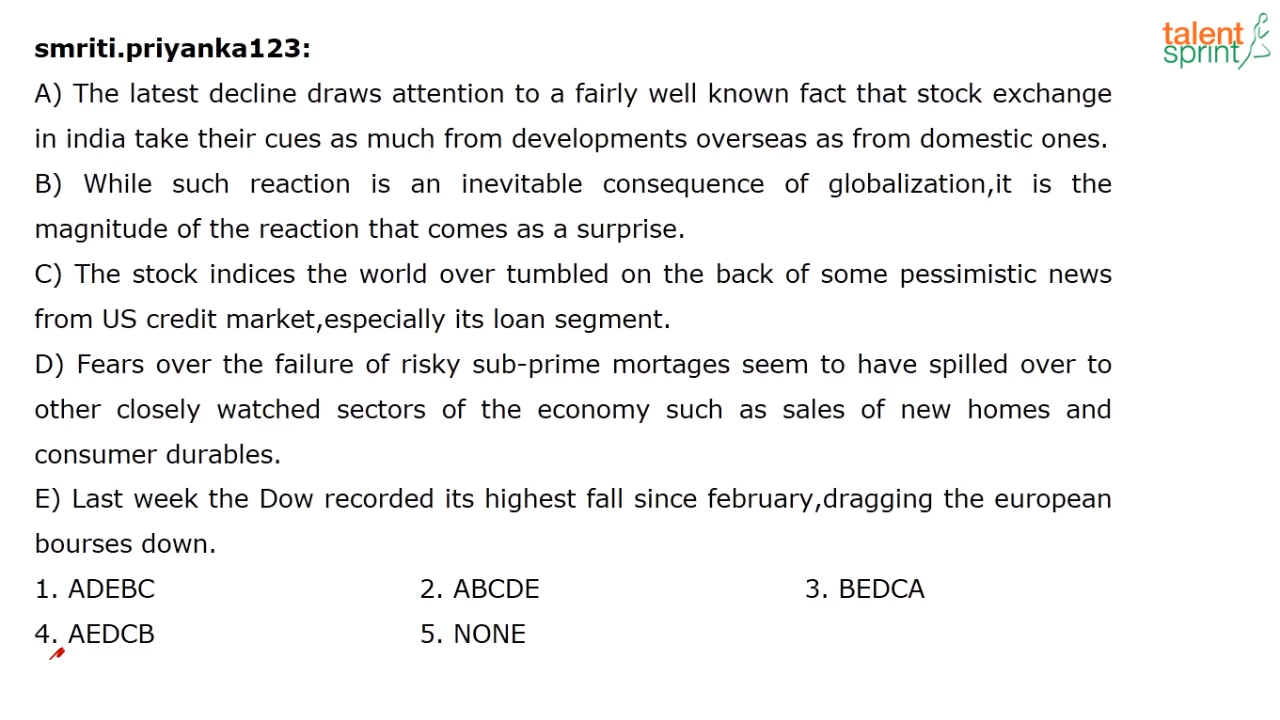 talent
sprint
smriti.priyanka123:
A) The latest decline draws attention to a fairly well known fact that stock exchange
in india take their cues as much from developments overseas as from domestic ones.
B) While such reaction is an inevitable consequence of globalization,it is the
magnitude of the reaction that comes as a surprise.
C) The stock indices the world over tumbled on the back of some pessimistic news
from US credit market,especially its loan segment.
D) Fears over the failure of risky sub-prime mortages seem to have spilled over to
other closely watched sectors of the economy such as sales of new homes and
consumer durables.
E) Last week the Dow recorded its highest fall since february,dragging the european
bourses down.
1. ADEBC 2. ABCDE 3. BEDCA
4. AEDCB 5. NONE